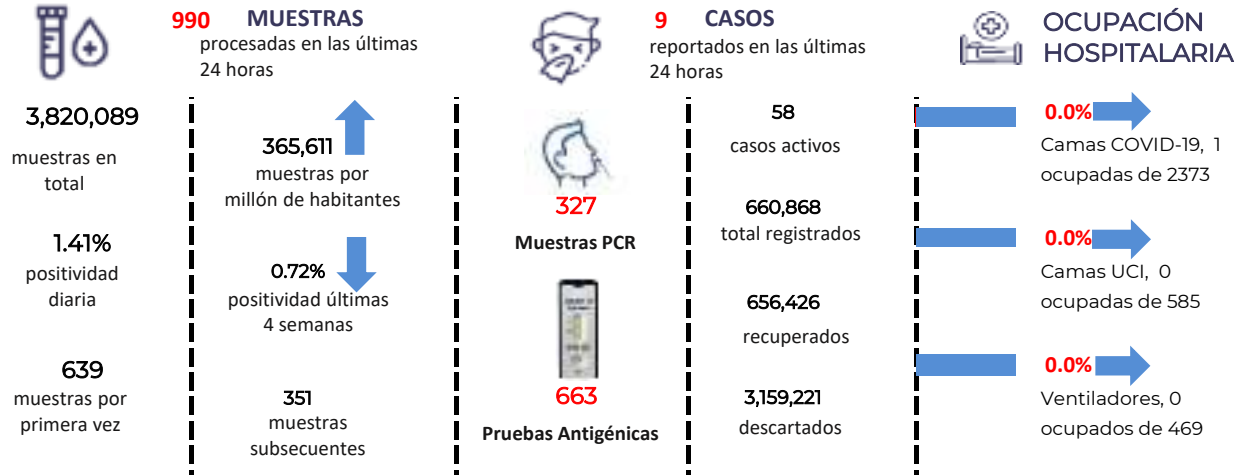 990 MUESTRAS
procesadas en las últimas
24 horas
3,820,089
muestras en
total
1.41%
positividad
diaria
639
muestras por
primera vez
365,611
muestras por
millón de habitantes
0.72%
positividad últimas
4 semanas
351
muestras
subsecuentes
327
Muestras PCR
663
Pruebas Antigénicas
9 CASOS
reportados en las últimas
24 horas
58
casos activos
660,868
total registrados
656,426
recuperados
3,159,221
descartados
OCUPACIÓN
HOSPITALARIA
0.0%
Camas COVID-19, 1
ocupadas de 2373
0.0%
Camas UCI, 0
ocupadas de 585
0.0%
Ventiladores, 0
ocupados de 469